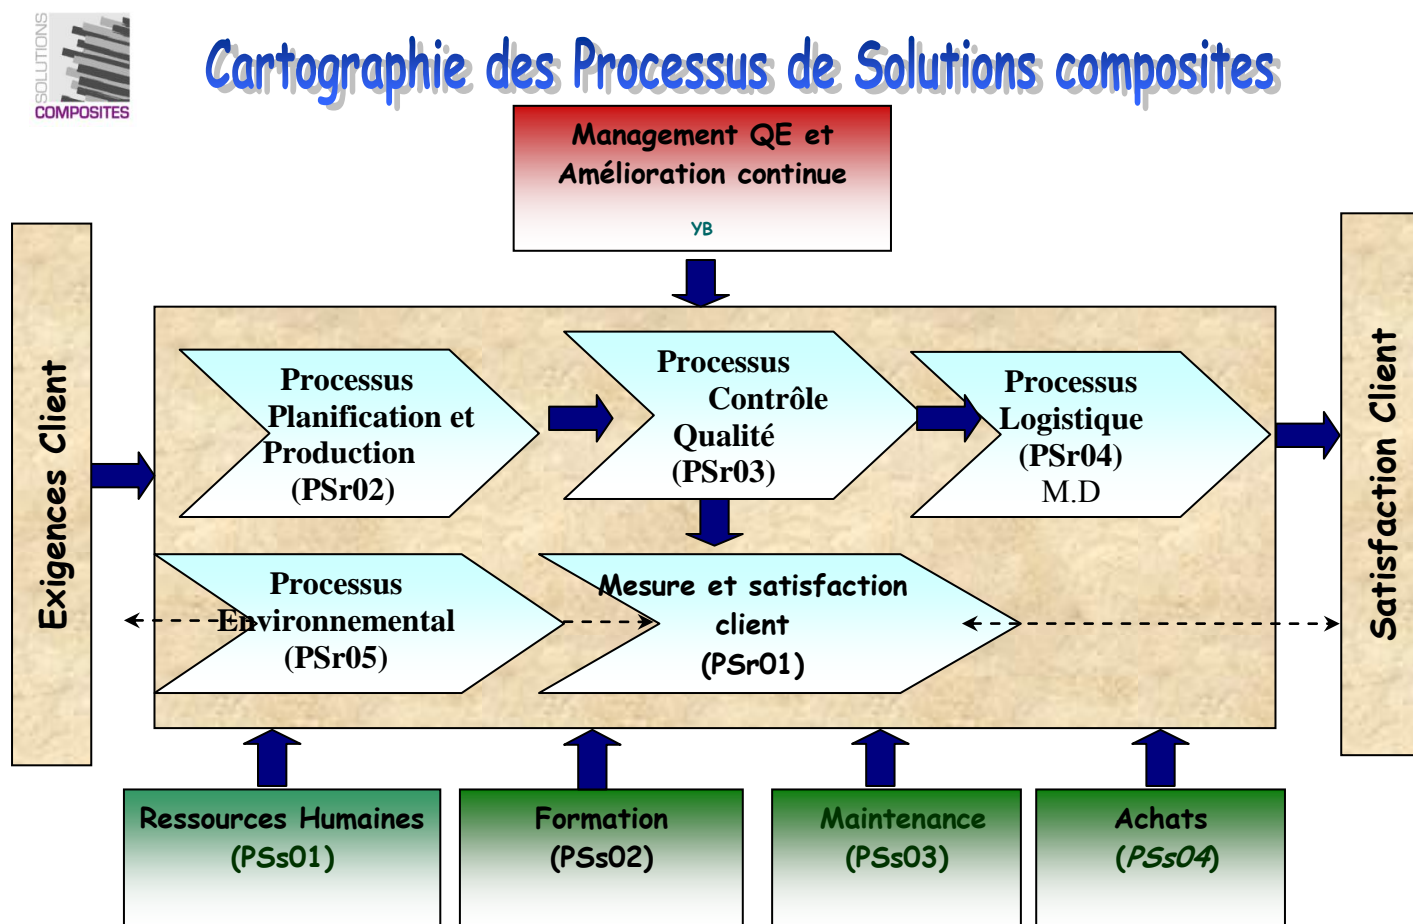 SOLUTIONS
COMPOSITES
Cartographie des Processus de Solutions composites
Management QE et
Amélioration continue
YB
Exigences Client
Processus
Planification et
Production
(PSr02)
Processus
Contrôle
Qualité
(PSr03)
Processus
Logistique
(PSr04)
M.D
Processus
Environnemental
(PSr05)
Mesure et satisfaction
client
(PSr01)
Satisfaction Client
Ressources Humaines
(PSs01)
Formation
(PSs02)
Maintenance
(PSs03)
Achats
(PSs04)